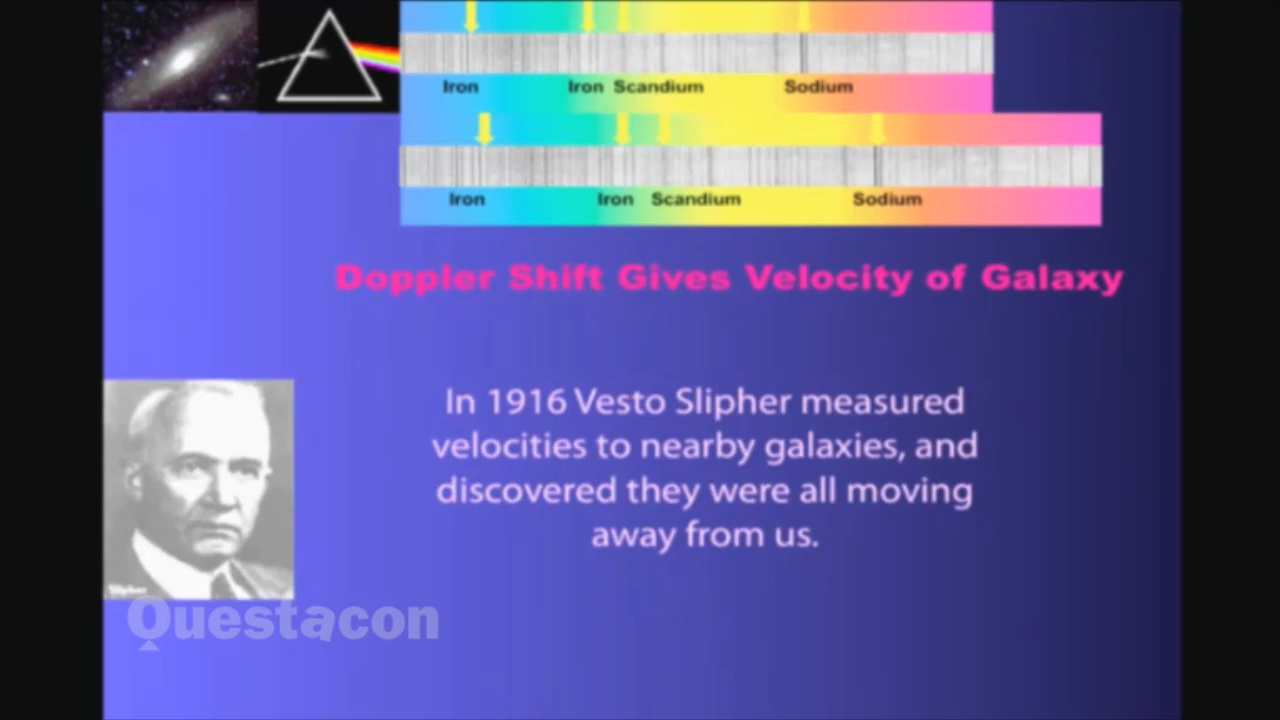 Iron Iron Scandium Sodium
Iron Iron Scandium Sodium
Doppler Shift Gives Velocity of Galaxy
In 1916 Vesto Slipher measured
velocities to nearby galaxies, and
discovered they were all moving
away from us.
Slipher
Questacon